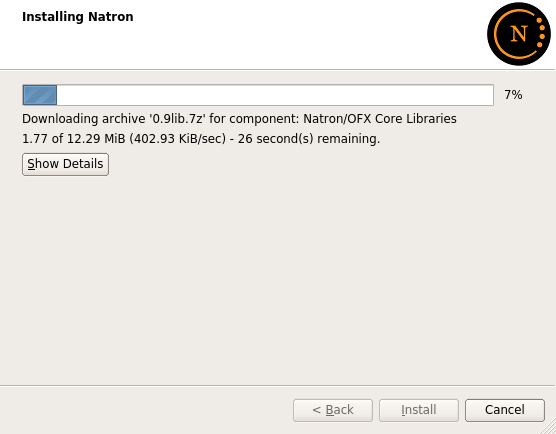 Installing Natron
N
7%
Downloading archive '0.9lib.7z' for component: Natron/OFX Core Libraries
1.77 of 12.29 MiB (402.93 KiB/sec) - 26 second(s) remaining.
Show Details
< Back
Install
Cancel